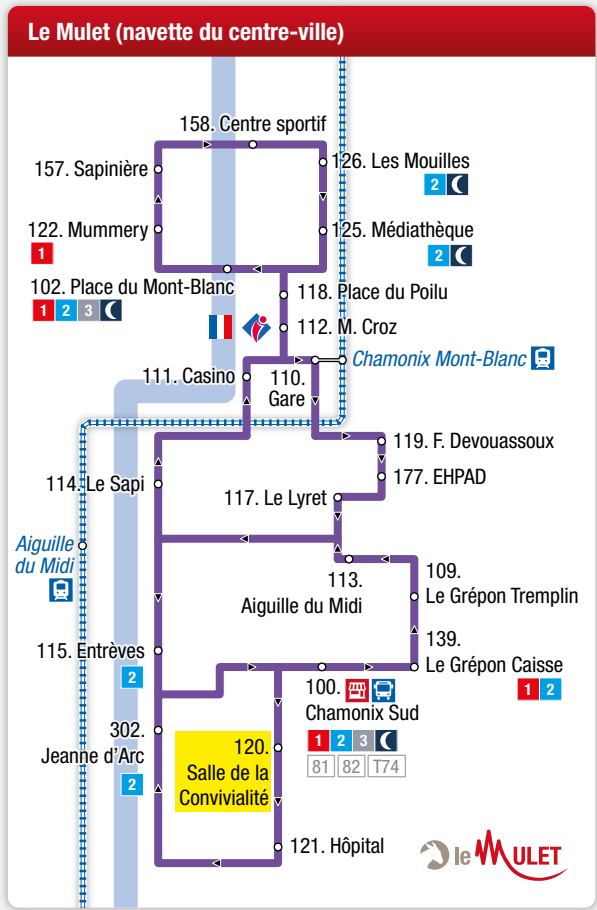 Le Mulet (navette du centre-ville)
158. Centre sportif
157. Sapinière
126. Les Mouilles
2
122. Mummery
1
125. Médiathèque
2
102. Place du Mont-Blanc
1 2 3
118. Place du Poilu
112. M. Croz
Chamonix Mont-Blanc
111. Casino
110.
Gare
119. F. Devouassoux
177. EHPAD
114. Le Sapi
117. Le Lyret
Aiguille
du Midi
113.
Aiguille du Midi
109.
Le Grépon Tremplin
115. Entrèves
2
139.
Le Grépon Caisse
1 2
100.
Chamonix Sud
1 2 3
81 82 T74
302.
Jeanne d'Arc
2
120.
Salle de la
Convivialité
121. Hôpital
le MULET